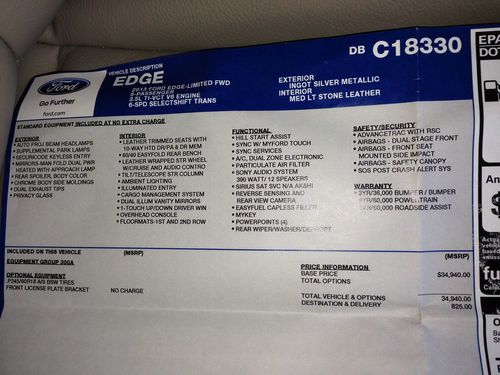 DB C18330
VEHICLE DESCRIPTION
EDGE
2013 FORD EDGE-LIMITED FWD
5-PASSENGER
3.5L TI-VCT V6 ENGINE
6-SPD SELECTSHIFT TRANS
EXTERIOR
INGOT SILVER METALLIC
INTERIOR
MED LT STONE LEATHER
Ford
Go Further
ford.com
STANDARD EQUIPMENT INCLUDED AT NO EXTRA CHARGE
EXTERIOR
• AUTO PROJ BEAM HEADLAMPS
• SUPPLEMENTAL PARK LAMPS
• SECURICODE KEYLESS ENTRY
• MIRRORS-MAN FOLD DUAL PWR
HEATED WITH APPROACH LAMP
• REAR SPOILER, BODY COLOR
• CHROME BODY SIDE MOLDINGS
• DUAL EXHAUST TIPS
• PRIVACY GLASS
INTERIOR
• LEATHER TRIMMED SEATS WITH
10-WAY HTD DR/PA & DR MEM
• 60/40 EASYFOLD REAR BENCH
• LEATHER WRAPPED STR WHEEL
W/CRUISE AND AUDIO CONTRO
• TILT/TELESCOP STR COLUMN
• AMBIENT LIGHTING
• ILLUMINATED ENTRY
• CARGO MANAGEMENT SYSTEM
• DUAL ILLUM VANITY MIRRORS
• 1-TOUCH UP/DOWN DRIVER WIN
• OVERHEAD CONSOLE
• FLOORMATS-1ST AND 2ND ROW
FUNCTIONAL
• HILL START ASSIST
• SYNC W/ MYFORD TOUCH
• SYNC SERVICES
• A/C, DUAL ZONE ELECTRONIC
• PARTICULATE AIR FILTER
• SONY AUDIO SYSTEM
390 WATT/ 12 SPEAKERS
• SIRIUS SAT SVC N/A AK&HI
• REVERSE SENSING AND
REAR VIEW CAMERA
• EASYFUEL CAPLESS FILLER
• MYKEY
• POWERPOINTS (4)
• REAR WIPER/WASHER/DEFROST
SAFETY/SECURITY
• ADVANCETRAC WITH RSC
• AIRBAGS - DUAL STAGE FRONT
• AIRBAGS - FRONT SEAT
MOUNTED SIDE IMPACT
• AIRBAGS - SAFETY CANOPY
• SOS POST CRASH ALERT SYS
WARRANTY
• 3YR/36,000 BUMPER / BUMPER
5YR/60,000 POWERTRAIN
5YR/60,000 ROADSIDE ASSIST
INCLUDED ON THIS VEHICLE
(MSRP)
EQUIPMENT GROUP 300A
OPTIONAL EQUIPMENT
.P245/60R18 A/S BSW TIRES
FRONT LICENSE PLATE BRACKET
NO CHARGE
PRICE INFORMATION
(MSRP)
BASE PRICE
$34,940.00
TOTAL OPTIONS
TOTAL VEHICLE & OPTIONS
34,940.00
DESTINATION & DELIVERY
825.00
EPA
DO
An
$
fu